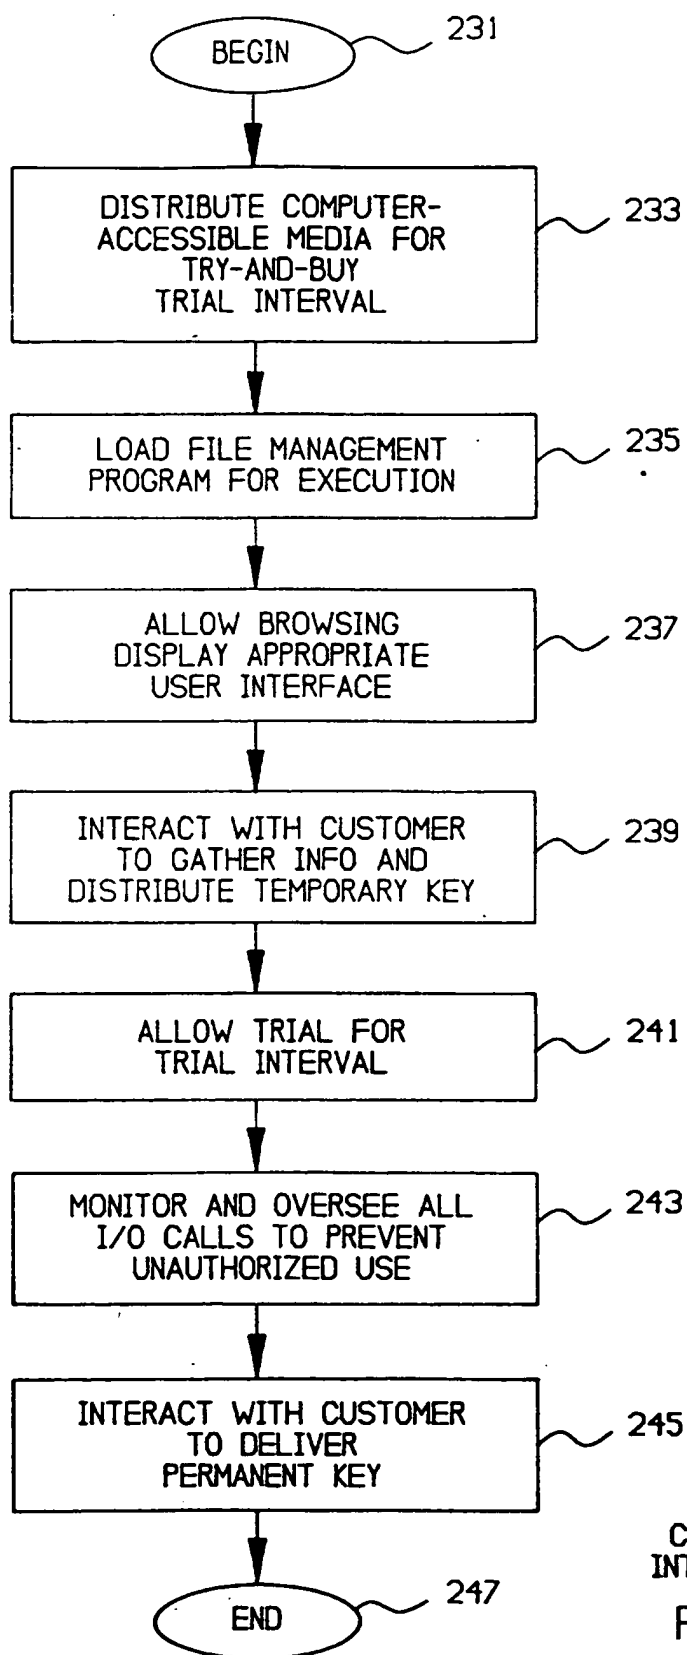 BEGIN
231
DISTRIBUTE COMPUTER-
ACCESSIBLE MEDIA FOR
TRY-AND-BUY
TRIAL INTERVAL
233
LOAD FILE MANAGEMENT
PROGRAM FOR EXECUTION
235
ALLOW BROWSING
DISPLAY APPROPRIATE
USER INTERFACE
237
INTERACT WITH CUSTOMER
TO GATHER INFO AND
DISTRIBUTE TEMPORARY KEY
239
ALLOW TRIAL FOR
TRIAL INTERVAL
241
MONITOR AND OVERSEE ALL
I/O CALLS TO PREVENT
UNAUTHORIZED USE
243
INTERACT WITH CUSTOMER
TO DELIVER
PERMANENT KEY
245
END
247